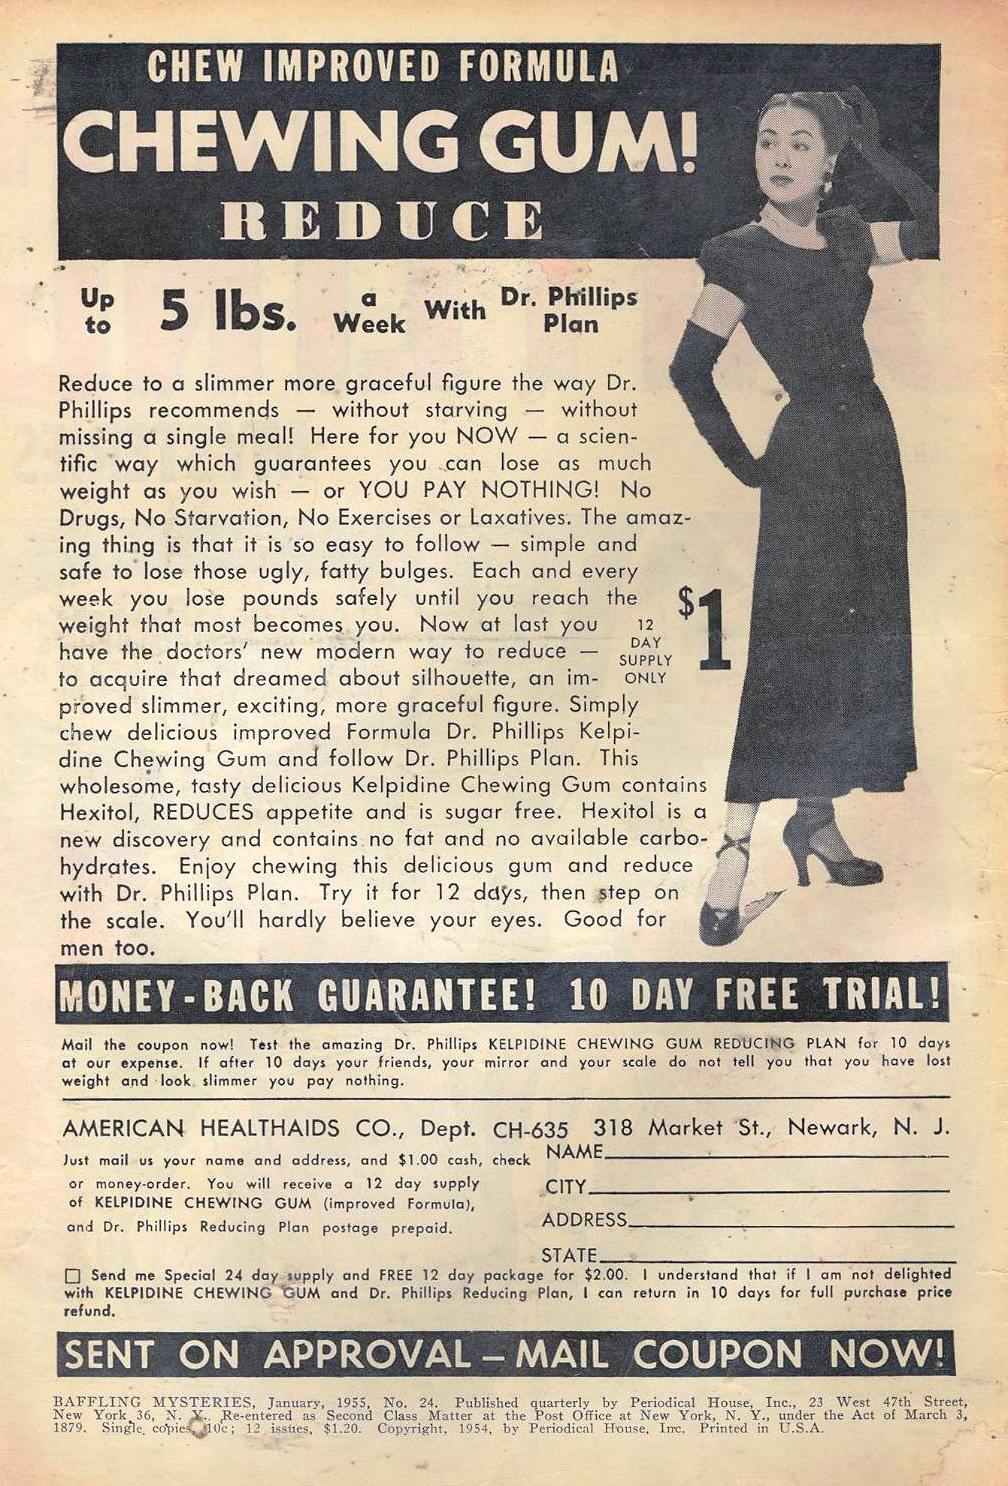 CHEW IMPROVED FORMULA
CHEWING GUM!
REDUCE
Up to 5 lbs. a Week With Dr. Phillips Plan
Reduce to a slimmer more graceful figure the way Dr.
Phillips recommends — without starving — without
missing a single meal! Here for you NOW — a scien-
tific way which guarantees you can lose as much
weight as you wish — or YOU PAY NOTHING! No
Drugs, No Starvation, No Exercises or Laxatives. The amaz-
ing thing is that it is so easy to follow — simple and
safe to lose those ugly, fatty bulges. Each and every
week you lose pounds safely until you reach the
weight that most becomes you. Now at last you
have the doctors' new modern way to reduce —
to acquire that dreamed about silhouette, an im-
proved slimmer, exciting, more graceful figure. Simply
chew delicious improved Formula Dr. Phillips Kelpi-
dine Chewing Gum and follow Dr. Phillips Plan. This
wholesome, tasty delicious Kelpidine Chewing Gum contains
Hexitol, REDUCES appetite and is sugar free. Hexitol is a
new discovery and contains no fat and no available carbo-
hydrates. Enjoy chewing this delicious gum and reduce
with Dr. Phillips Plan. Try it for 12 days, then step on
the scale. You'll hardly believe your eyes. Good for
men too.
12
DAY
SUPPLY
ONLY
$1
MONEY-BACK GUARANTEE! 10 DAY FREE TRIAL!
Mail the coupon now! Test the amazing Dr. Phillips KELPIDINE CHEWING GUM REDUCING PLAN for 10 days
at our expense. If after 10 days your friends, your mirror and your scale do not tell you that you have lost
weight and look slimmer you pay nothing.
AMERICAN HEALTHAIDS CO., Dept. CH-635 318 Market St., Newark, N. J.
Just mail us your name and address, and $1.00 cash, check
or money-order. You will receive a 12 day supply
of KELPIDINE CHEWING GUM (improved Formula),
and Dr. Phillips Reducing Plan postage prepaid.
NAME
CITY
ADDRESS
STATE
Send me Special 24 day supply and FREE 12 day package for $2.00. I understand that if I am not delighted
with KELPIDINE CHEWING GUM and Dr. Phillips Reducing Plan, I can return in 10 days for full purchase price
refund.
SENT ON APPROVAL — MAIL COUPON NOW!
BAFFLING MYSTERIES, January, 1955, No. 24. Published quarterly by Periodical House, Inc., 23 West 47th Street,
New York 36, N. Y. Re-entered as Second Class Matter at the Post Office at New York, N. Y., under the Act of March 3,
1879. Single copies 10c; 12 issues, $1.20. Copyright, 1954, by Periodical House, Inc. Printed in U.S.A.